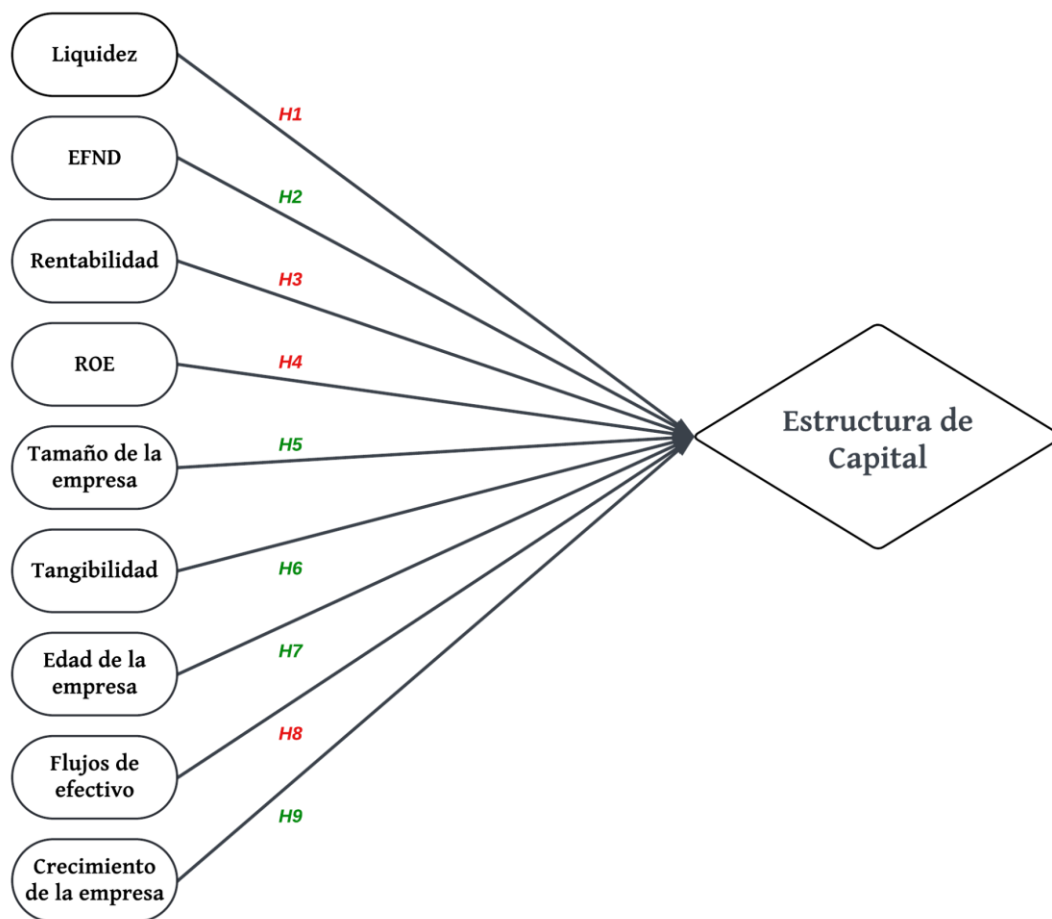 Liquidez
H1
EFND
H2
Rentabilidad
H3
ROE
H4
Tamaño de la
empresa
H5
Tangibilidad
H6
Edad de la
empresa
H7
Flujos de
efectivo
H8
Crecimiento
de la empresa
H9
Estructura de
Capital